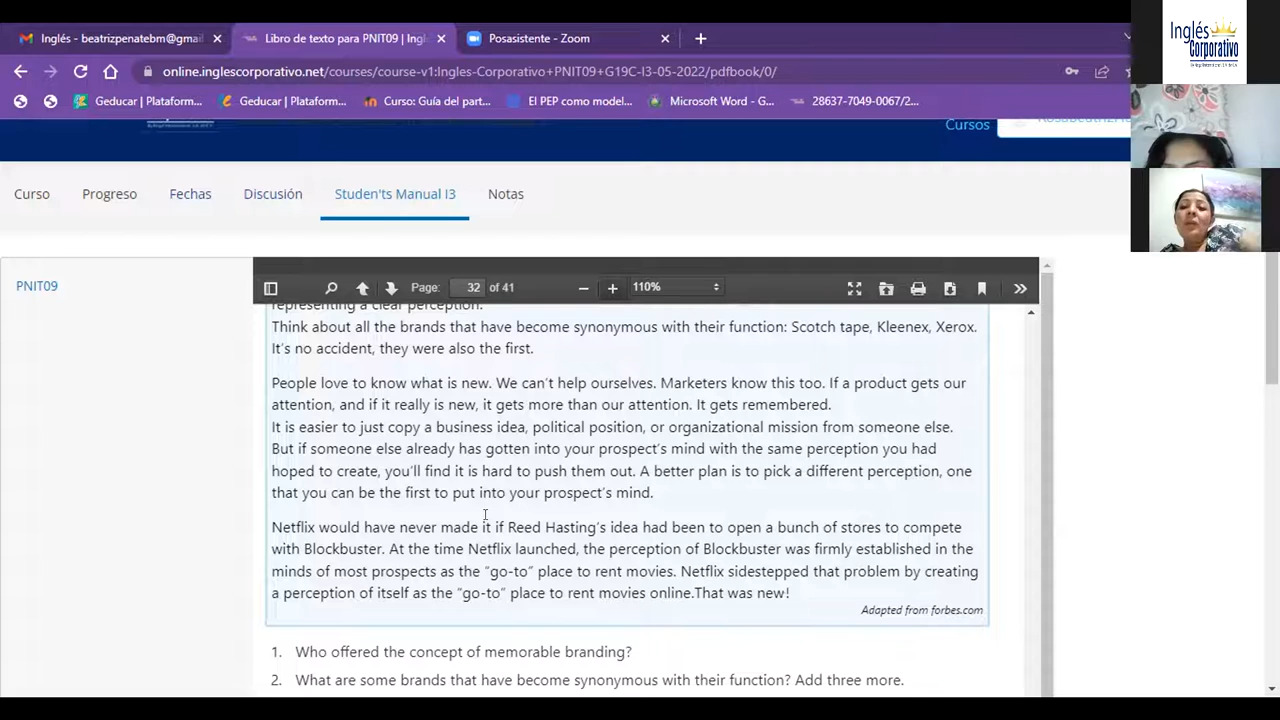 Inglés - beatrizpenatebm@gmai
Libro de texto para PNIT09 | Ingl
Posasistente - Zoom
online.inglescorporativo.net/courses/course-v1:Ingles-Corporativo+PNIT09+G19C-I3-05-2022/pdfbook/0/
Geducar | Plataform...
Geducar | Plataform...
Curso: Guía del part...
El PEP como model...
Microsoft Word - G...
28637-7049-0067/2...
Inglés
Corporativo
Cursos
Curso
Progreso
Fechas
Discusión
Studen'ts Manual I3
Notas
PNIT09
Page: 32 of 41
110%
representing a clear perception.
Think about all the brands that have become synonymous with their function: Scotch tape, Kleenex, Xerox.
It's no accident, they were also the first.
People love to know what is new. We can't help ourselves. Marketers know this too. If a product gets our
attention, and if it really is new, it gets more than our attention. It gets remembered.
It is easier to just copy a business idea, political position, or organizational mission from someone else.
But if someone else already has gotten into your prospect's mind with the same perception you had
hoped to create, you'll find it is hard to push them out. A better plan is to pick a different perception, one
that you can be the first to put into your prospect's mind.
Netflix would have never made it if Reed Hasting's idea had been to open a bunch of stores to compete
with Blockbuster. At the time Netflix launched, the perception of Blockbuster was firmly established in the
minds of most prospects as the "go-to" place to rent movies. Netflix sidestepped that problem by creating
a perception of itself as the "go-to" place to rent movies online.That was new!
Adapted from forbes.com
1. Who offered the concept of memorable branding?
2. What are some brands that have become synonymous with their function? Add three more.